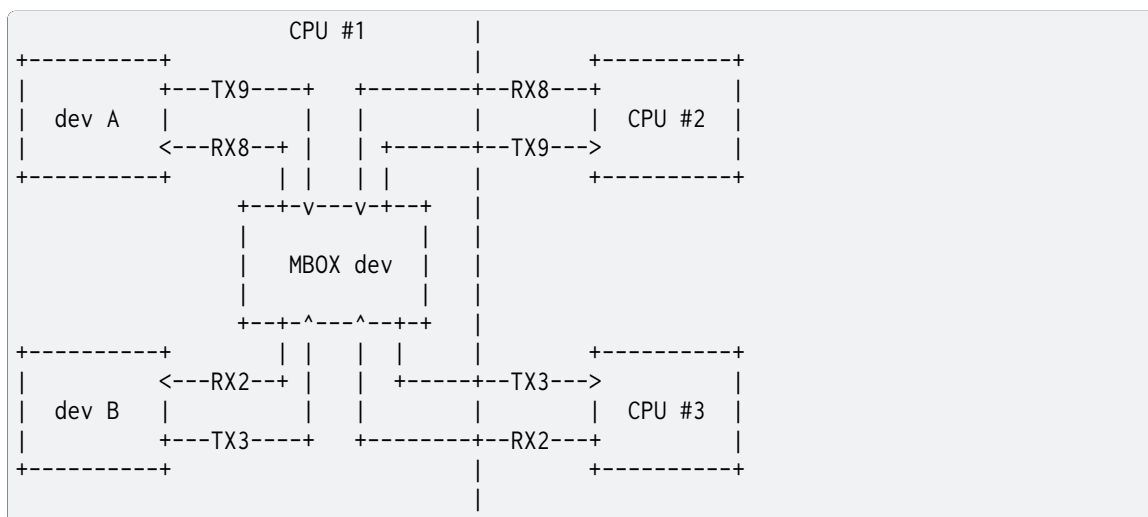 CPU #1 |
+----------+ | +----------+
| +---TX9----+ +--------+--RX8---+ |
| dev A | | | | | CPU #2 |
| <---RX8--+ | | +------+--TX9---> |
+----------+ | | | | | +----------+
+--+-v---v-+--+ |
| | |
| MBOX dev | |
| | |
+--+-^---^--+-+ |
+----------+ | | | | | +----------+
| <---RX2--+ | | +-----+--TX3---> |
| dev B | | | | | CPU #3 |
| +---TX3----+ +--------+--RX2---+ |
+----------+ | +----------+
|